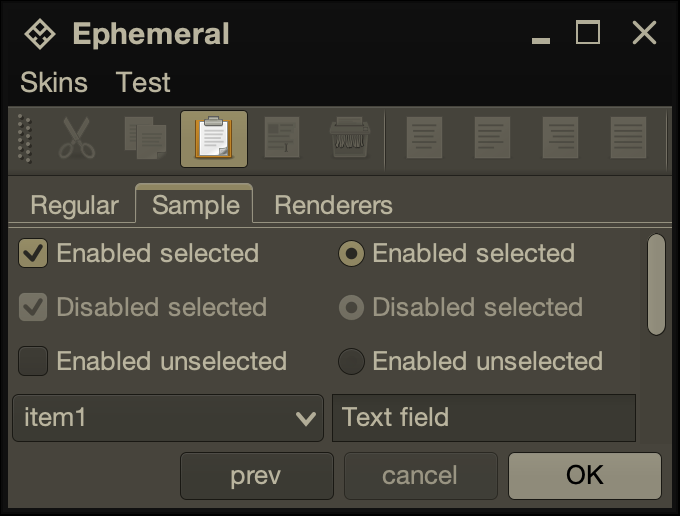 Ephemeral
Skins Test
Regular Sample Renderers
Enabled selected Enabled selected
Disabled selected Disabled selected
Enabled unselected Enabled unselected
item1 Text field
prev cancel OK